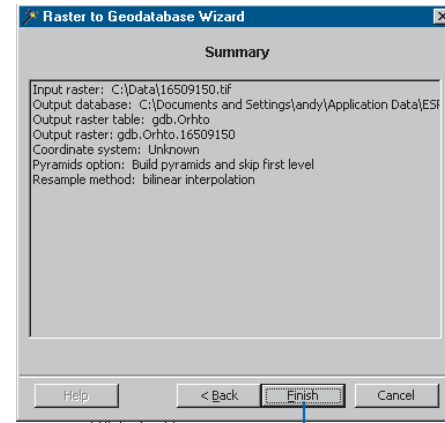 Raster to Geodatabase Wizard
Summary
Input raster: C:\Data\16509150.tif
Output database: C:\Documents and Settings\andy\Application Data\ESF
Output raster table: gdb.Orhto
Output raster: gdb.Orhto.16509150
Coordinate system: Unknown
Pyramids option: Build pyramids and skip first level
Resample method: bilinear interpolation
Help < Back Finish Cancel